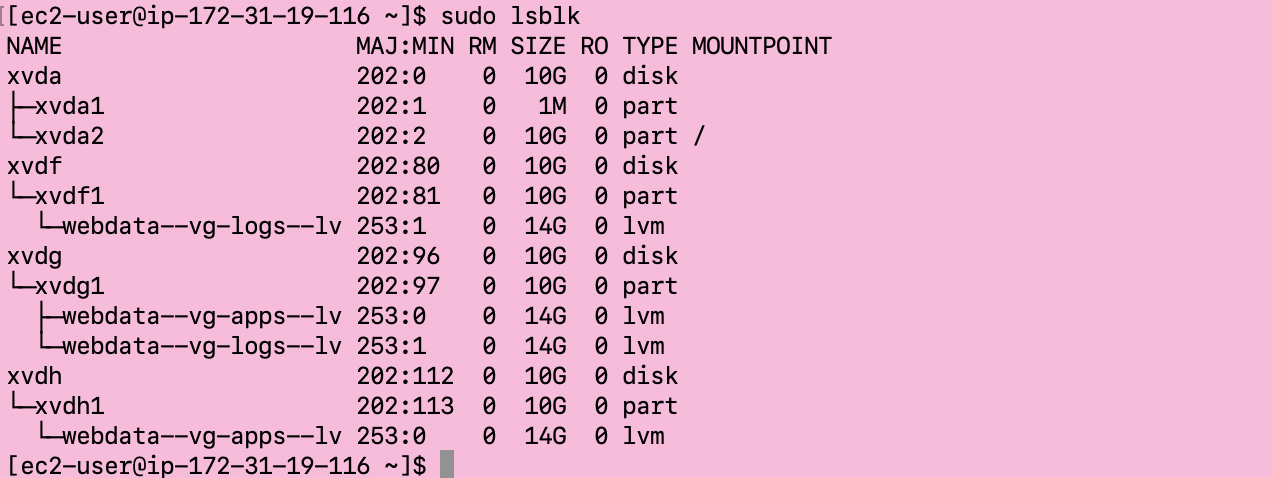 [[ec2-user@ip-172-31-19-116 ~]$ sudo lsblk
NAME                     MAJ:MIN RM SIZE RO TYPE MOUNTPOINT
xvda                     202:0    0  10G  0 disk
├─xvda1                  202:1    0   1M  0 part
└─xvda2                  202:2    0  10G  0 part /
xvdf                     202:80   0  10G  0 disk
└─xvdf1                  202:81   0  10G  0 part
  └─webdata--vg-logs--lv 253:1    0  14G  0 lvm
xvdg                     202:96   0  10G  0 disk
└─xvdg1                  202:97   0  10G  0 part
  ├─webdata--vg-apps--lv 253:0    0  14G  0 lvm
  └─webdata--vg-logs--lv 253:1    0  14G  0 lvm
xvdh                     202:112  0  10G  0 disk
└─xvdh1                  202:113  0  10G  0 part
  └─webdata--vg-apps--lv 253:0    0  14G  0 lvm
[ec2-user@ip-172-31-19-116 ~]$